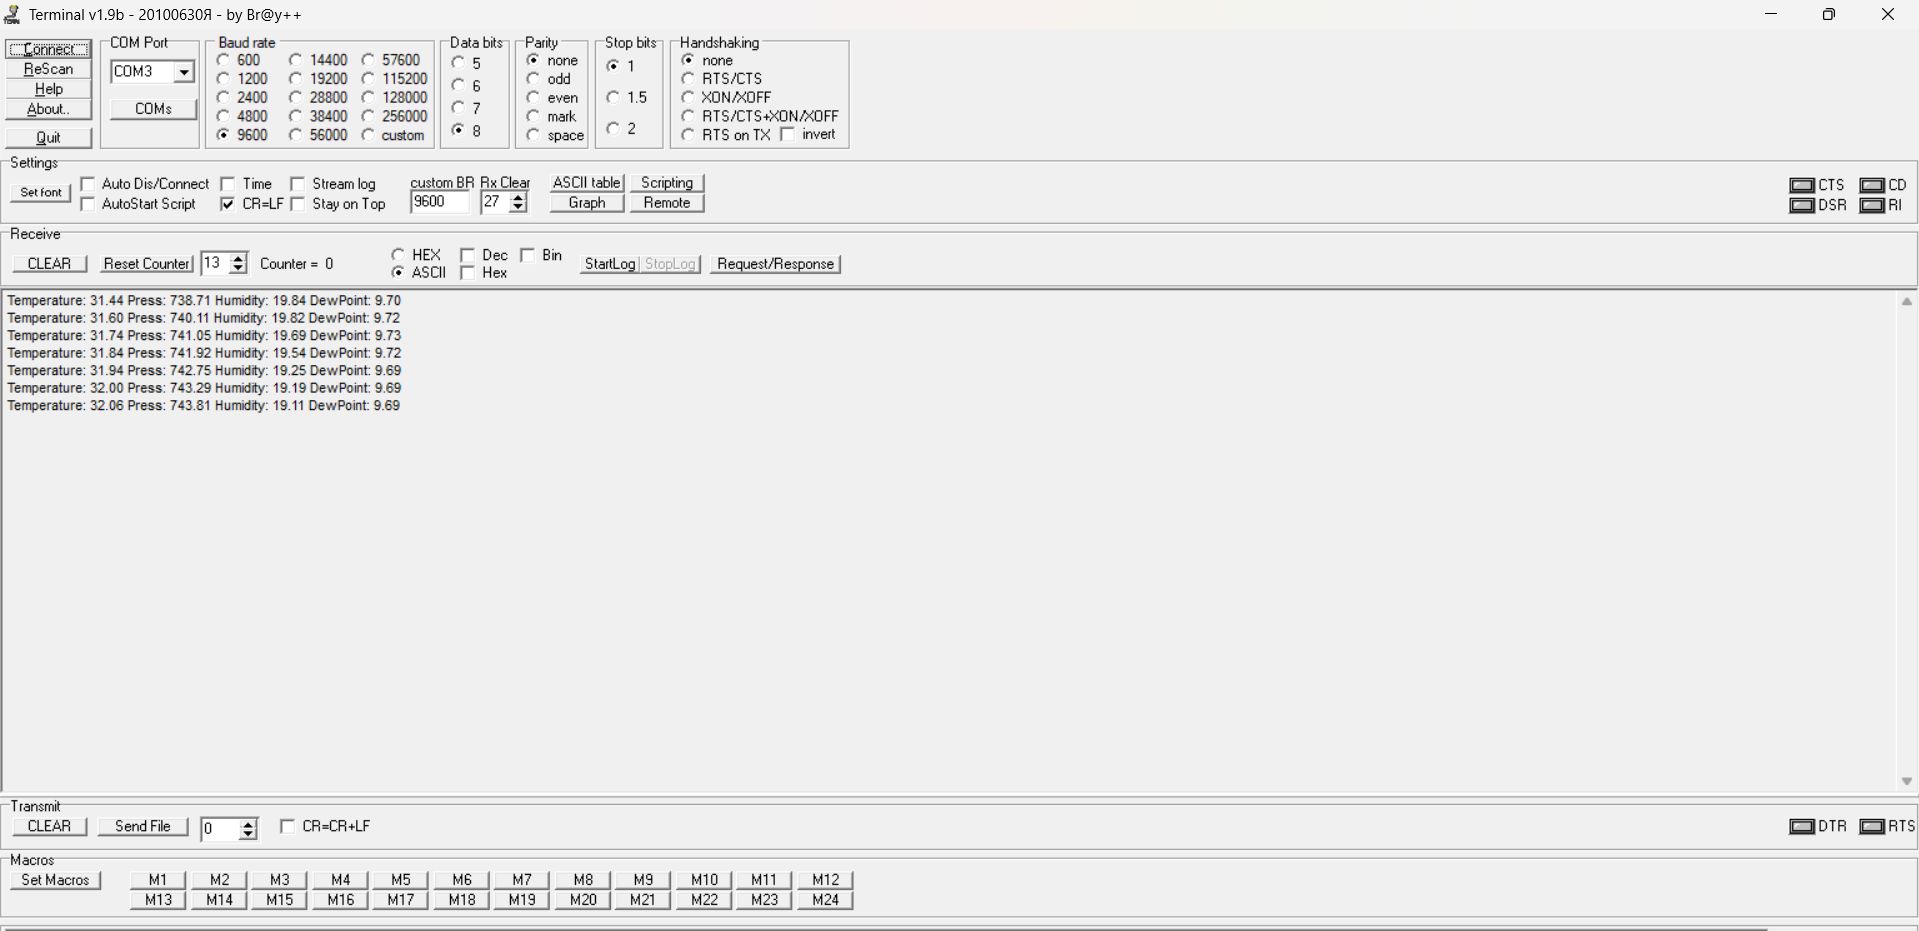 Terminal v1.9b - 20100630Я - by Br@y++
Connect
ReScan
Help
About..
Quit
COM Port
COM3
COMs
Baud rate
600 14400 57600
1200 19200 115200
2400 28800 128000
4800 38400 256000
9600 56000 custom
Data bits
5
6
7
8
Parity
none
odd
even
mark
space
Stop bits
1
1.5
2
Handshaking
none
RTS/CTS
XON/XOFF
RTS/CTS+XON/XOFF
RTS on TX invert
Settings
Set font
Auto Dis/Connect Time Stream log
AutoStart Script CR=LF Stay on Top
custom BR Rx Clear
9600 27
ASCII table Scripting
Graph Remote
CTS CD
DSR RI
Receive
CLEAR Reset Counter 13 Counter = 0
HEX Dec Bin
ASCII Hex
StartLog StopLog Request/Response
Temperature: 31.44 Press: 738.71 Humidity: 19.84 DewPoint: 9.70
Temperature: 31.60 Press: 740.11 Humidity: 19.82 DewPoint: 9.72
Temperature: 31.74 Press: 741.05 Humidity: 19.69 DewPoint: 9.73
Temperature: 31.84 Press: 741.92 Humidity: 19.54 DewPoint: 9.72
Temperature: 31.94 Press: 742.75 Humidity: 19.25 DewPoint: 9.69
Temperature: 32.00 Press: 743.29 Humidity: 19.19 DewPoint: 9.69
Temperature: 32.06 Press: 743.81 Humidity: 19.11 DewPoint: 9.69
Transmit
CLEAR Send File 0 CR=CR+LF DTR RTS
Macros
Set Macros M1 M2 M3 M4 M5 M6 M7 M8 M9 M10 M11 M12
M13 M14 M15 M16 M17 M18 M19 M20 M21 M22 M23 M24